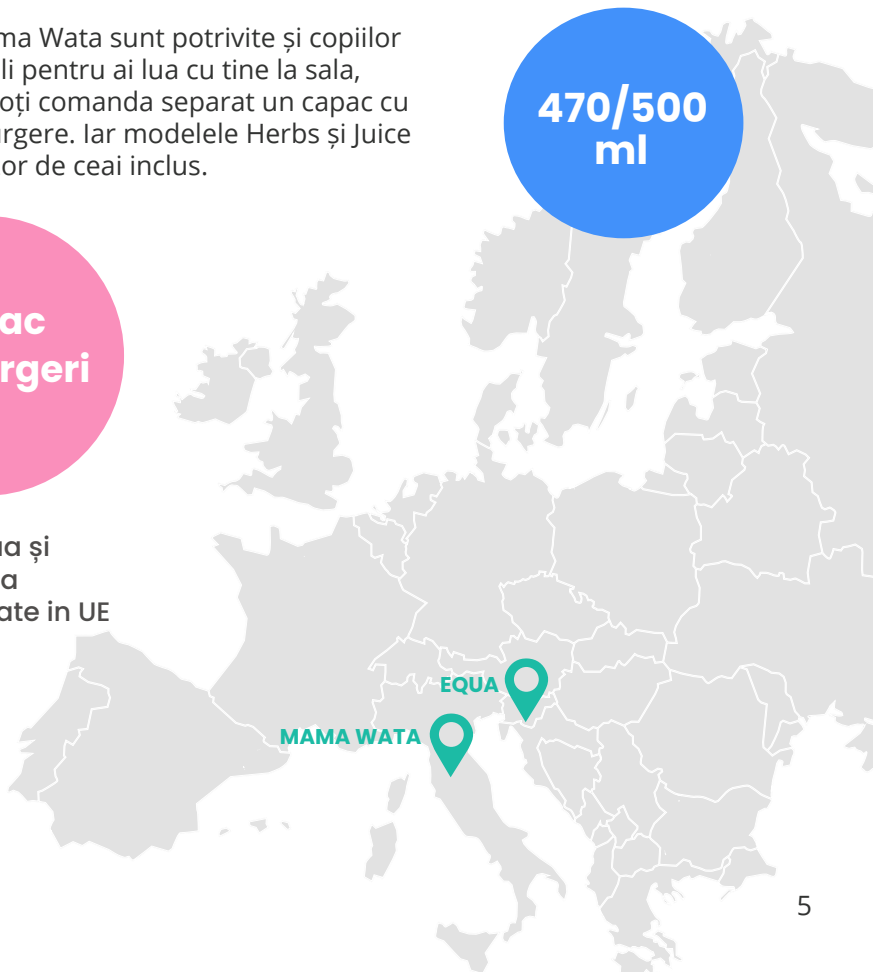 ma Wata sunt potrivite și copiilor
li pentru ai lua cu tine la sala,
oți comanda separat un capac cu
urgere. Iar modelele Herbs și Juice
or de ceai inclus.
470/500
ml
ac
rgeri
a și
a
ate in UE
EQUA
MAMA WATA
5